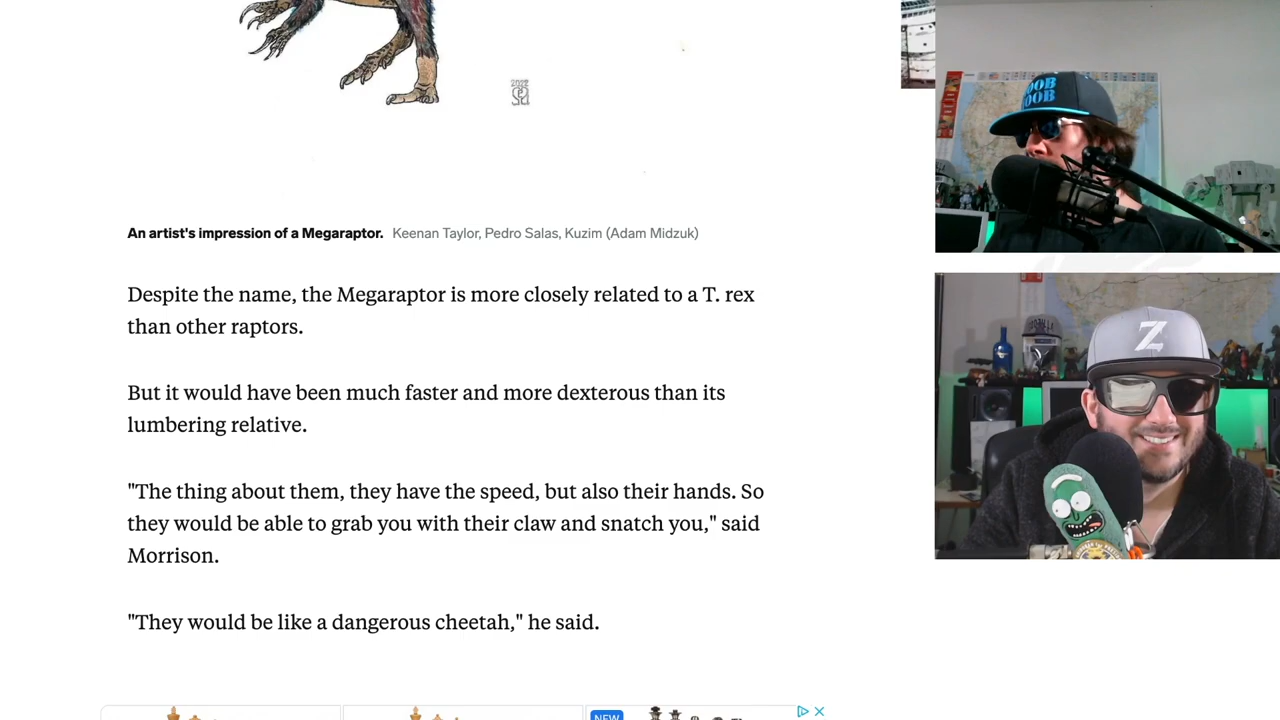 2022
An artist's impression of a Megaraptor. Keenan Taylor, Pedro Salas, Kuzim (Adam Midzuk)
Despite the name, the Megaraptor is more closely related to a T. rex
than other raptors.
But it would have been much faster and more dexterous than its
lumbering relative.
"The thing about them, they have the speed, but also their hands. So
they would be able to grab you with their claw and snatch you," said
Morrison.
"They would be like a dangerous cheetah," he said.
NEW
Z